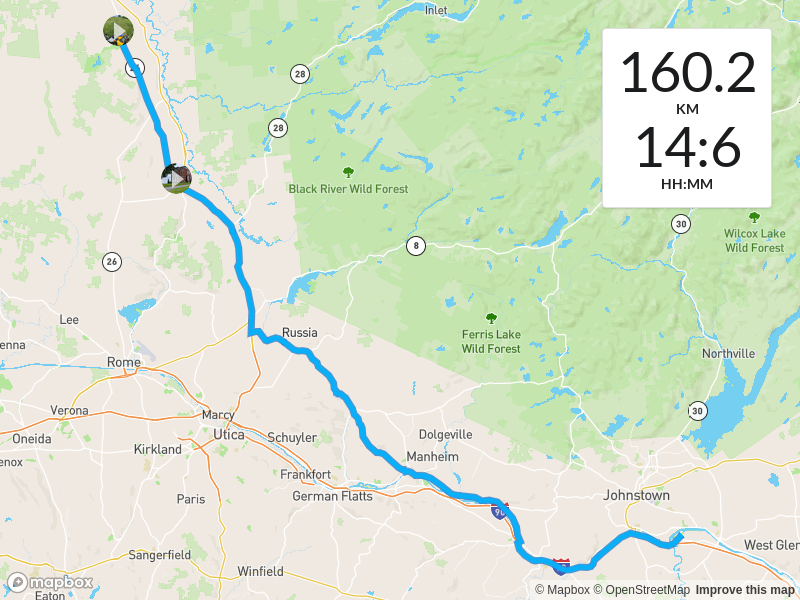 Inlet
26
28
160.2
KM
14:6
HH:MM
28
Black River Wild Forest
30
Wilcox Lake
Wild Forest
8
26
Lee
Russia
Ferris Lake
Wild Forest
enna
Northville
Rome
Verona
Marcy
30
Oneida
Utica
Schuyler
Dolgeville
Kirkland
Manheim
enox
Frankfort
German Flatts
Paris
Johnstown
90
West Glen
Sangerfield
Winfield
mapbox
Eaton
© Mapbox © OpenStreetMap Improve this map